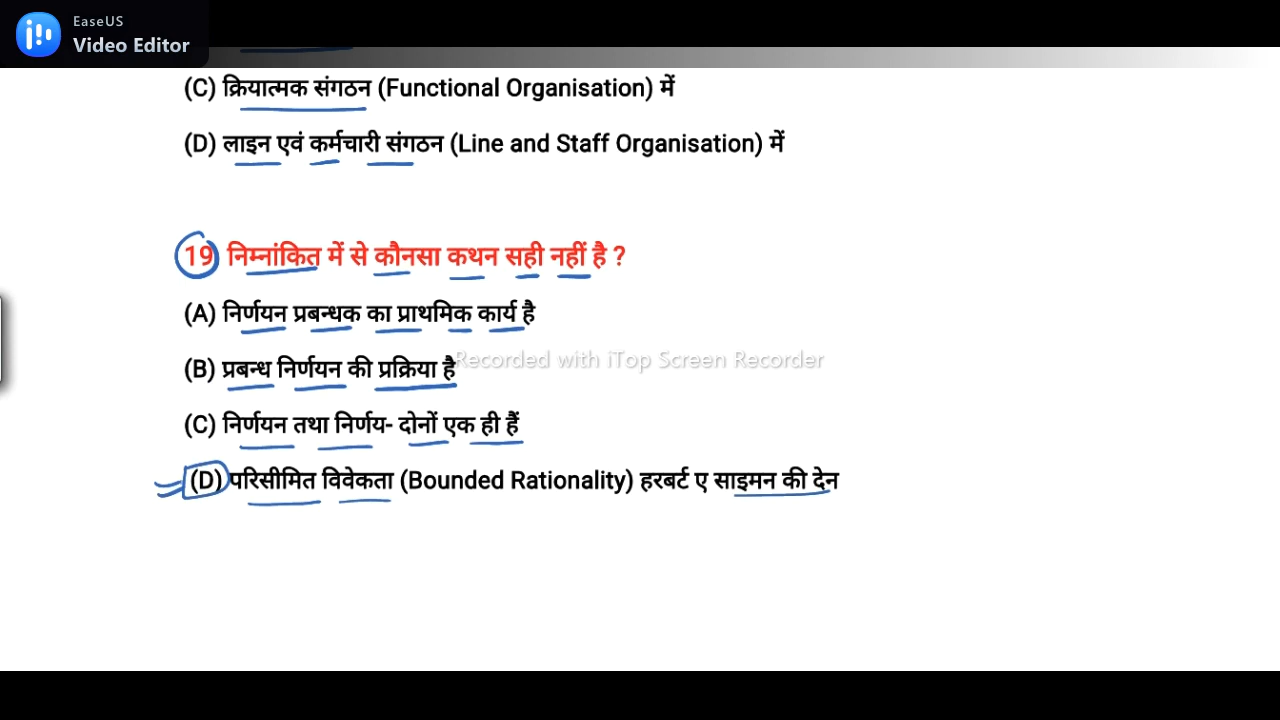 EaseUS
Video Editor
(C) क्रियात्मक संगठन (Functional Organisation) में
(D) लाइन एवं कर्मचारी संगठन (Line and Staff Organisation) में
19 निम्नांकित में से कौनसा कथन सही नहीं है ?
(A) निर्णयन प्रबन्धक का प्राथमिक कार्य है
(B) प्रबन्ध निर्णयन की प्रक्रिया है
Recorded with iTop Screen Recorder
(C) निर्णयन तथा निर्णय- दोनों एक ही हैं
(D) परिसीमित विवेकता (Bounded Rationality) हरबर्ट ए साइमन की देन